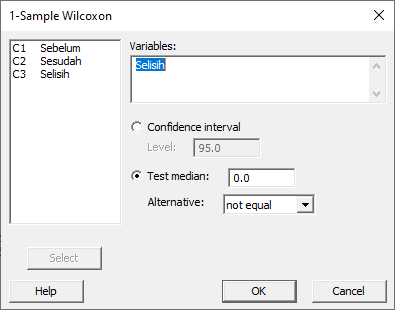 1-Sample Wilcoxon
C1 Sebelum
C2 Sesudah
C3 Selisih
Variables:
Selisih
Confidence interval
Level: 95.0
Test median: 0.0
Alternative: not equal
Select
Help
OK
Cancel